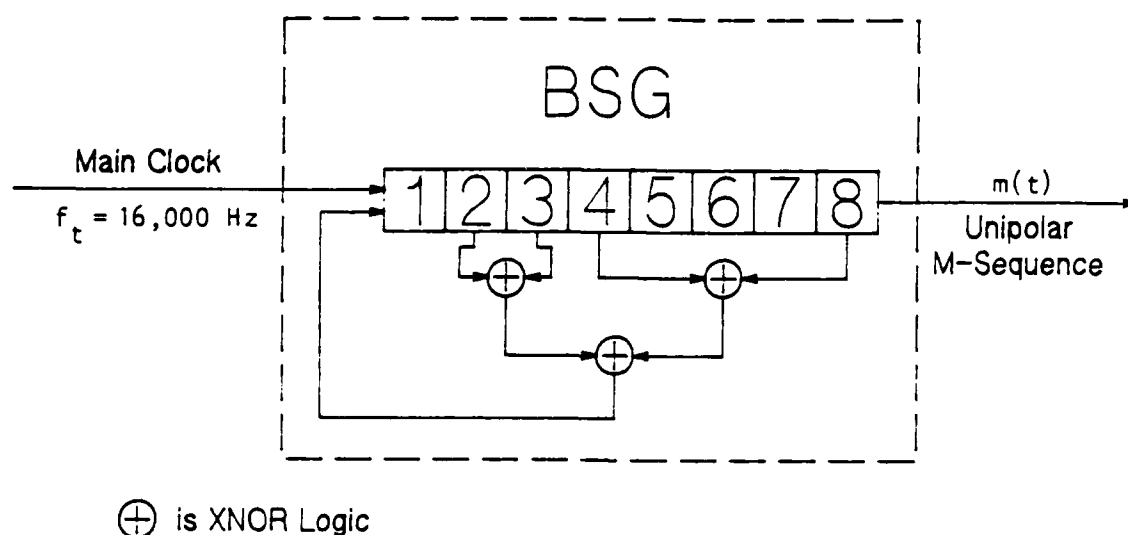 BSG
Main Clock
f_t = 16,000 Hz
1 2 3 4 5 6 7 8
m(t)
Unipolar
M-Sequence
⊕ is XNOR Logic